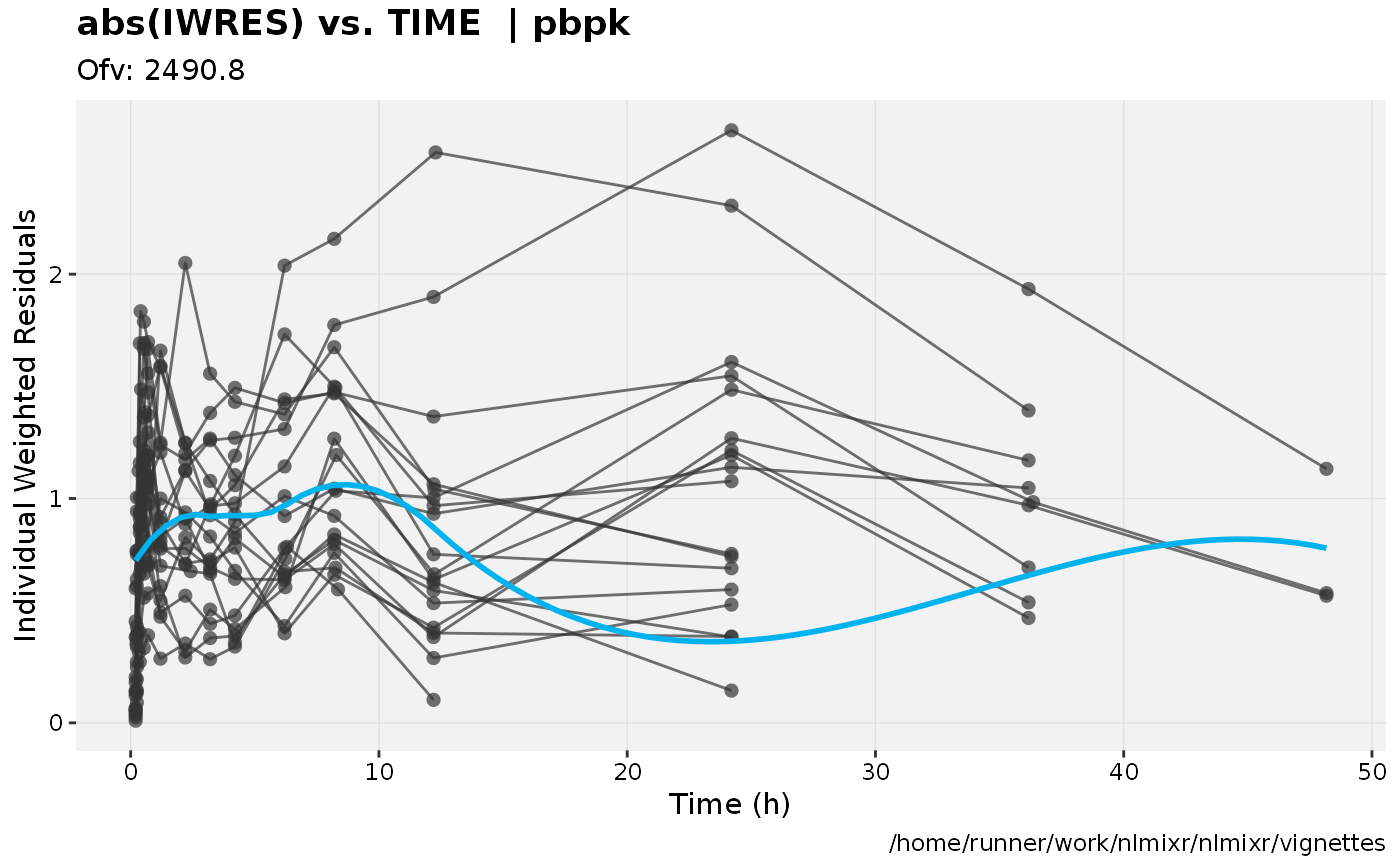 abs(IWRES) vs. TIME | pbpk
Ofv: 2490.8
Individual Weighted Residuals
2
1
0
0 10 20 30 40 50
Time (h)
/home/runner/work/nlmixr/nlmixr/vignettes